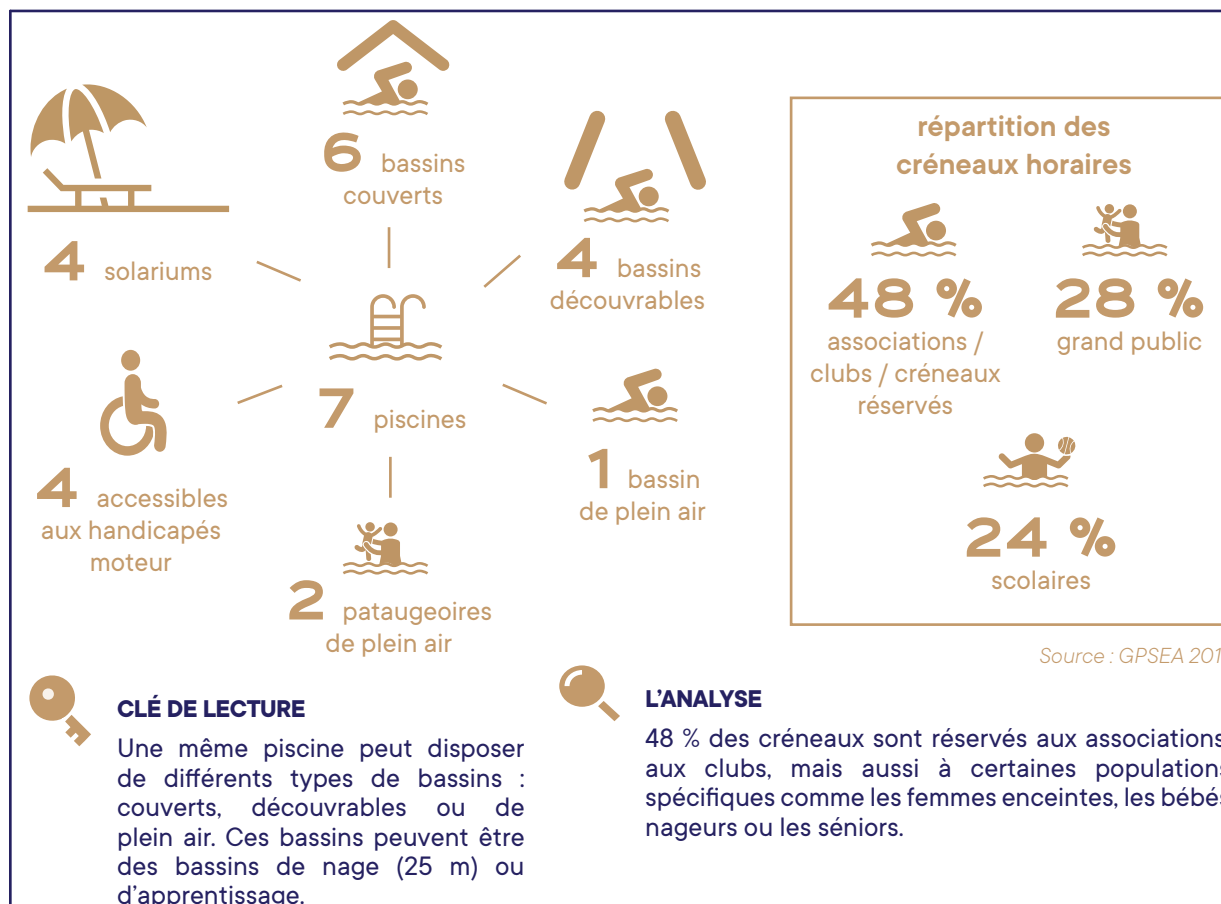 6 bassins
couverts
4 solariums
4 bassins
découvrables
7 piscines
4 accessibles
aux handicapés
moteur
1 bassin
de plein air
2 pataugeoires
de plein air
répartition des
créneaux horaires
48 %
associations /
clubs / créneaux
réservés
28 %
grand public
24 %
scolaires
Source : GPSEA 201
CLÉ DE LECTURE
Une même piscine peut disposer
de différents types de bassins :
couverts, découvrables ou de
plein air. Ces bassins peuvent être
des bassins de nage (25 m) ou
d'apprentissage.
L'ANALYSE
48 % des créneaux sont réservés aux associations
aux clubs, mais aussi à certaines populations
spécifiques comme les femmes enceintes, les bébés
nageurs ou les séniors.